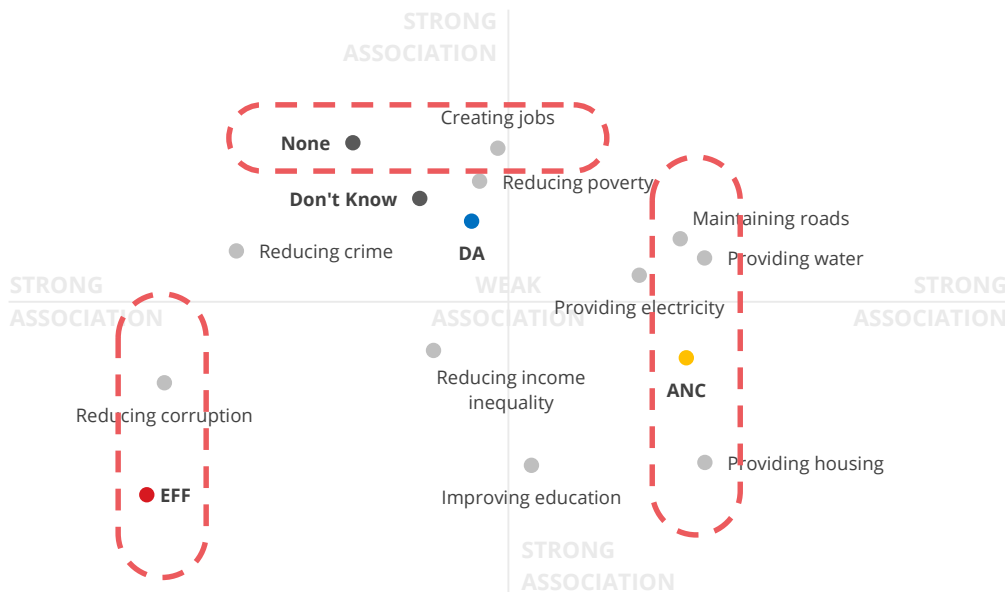 STRONG
ASSOCIATION
Creating jobs
None
Reducing poverty
Don't Know
Maintaining roads
DA
Reducing crime
Providing water
STRONG
WEAK
STRONG
Providing electricity
ASSOCIATION
ASSOCIATION
ASSOCIATION
Reducing income
inequality
ANC
Reducing corruption
Providing housing
EFF
Improving education
STRONG
ASSOCIATION